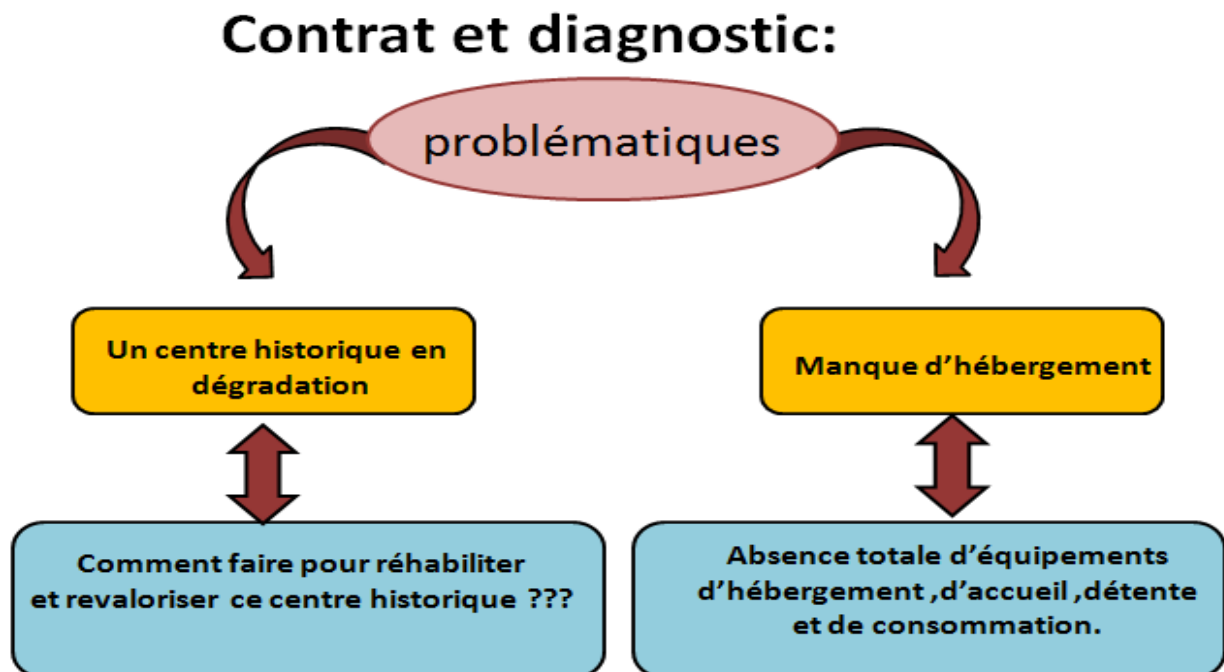 Contrat et diagnostic:
problématiques
Un centre historique en
dégradation
Manque d’hébergement
Comment faire pour réhabiliter
et revaloriser ce centre historique ???
Absence totale d’équipements
d’hébergement ,d’accueil ,détente
et de consommation.